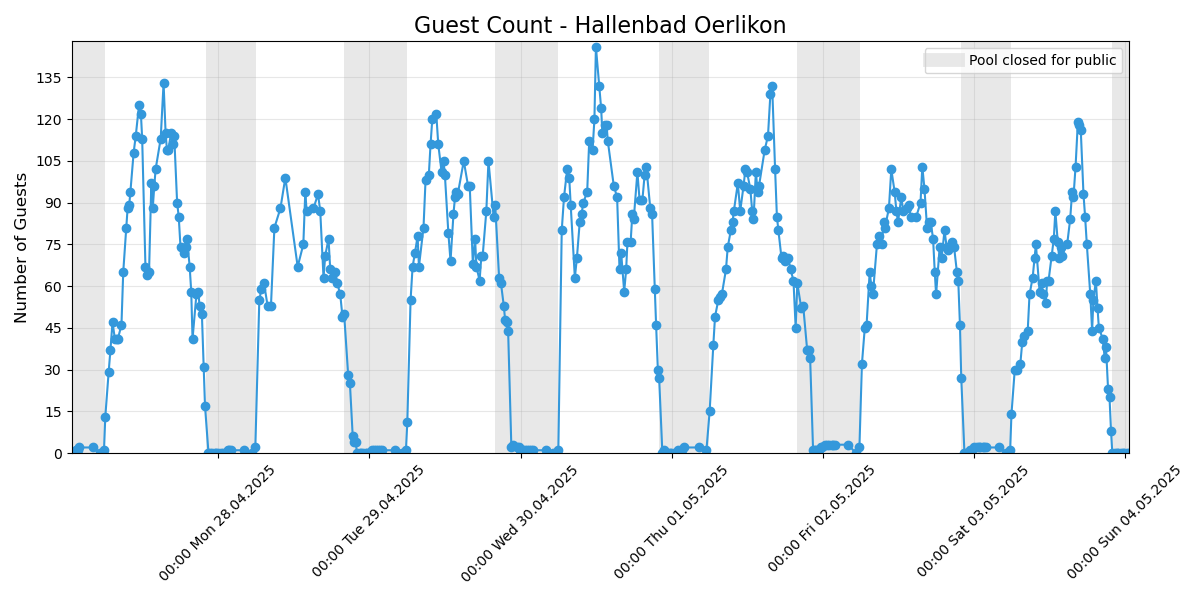 Guest Count - Hallenbad Oerlikon
Pool closed for public
Number of Guests
135
120
105
90
75
60
45
30
15
0
00:00 Mon 28.04.2025
00:00 Tue 29.04.2025
00:00 Wed 30.04.2025
00:00 Thu 01.05.2025
00:00 Fri 02.05.2025
00:00 Sat 03.05.2025
00:00 Sun 04.05.2025